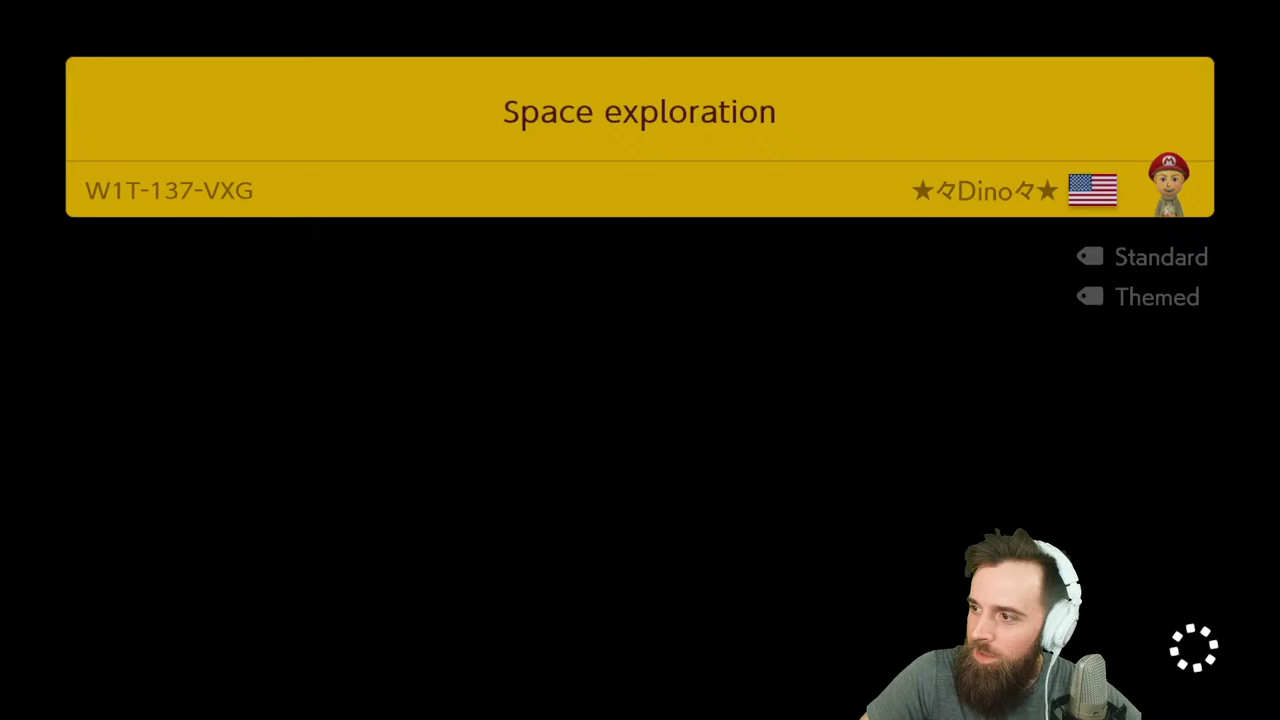 Space exploration
W1T-137-VXG
★々Dino々★
Standard
Themed